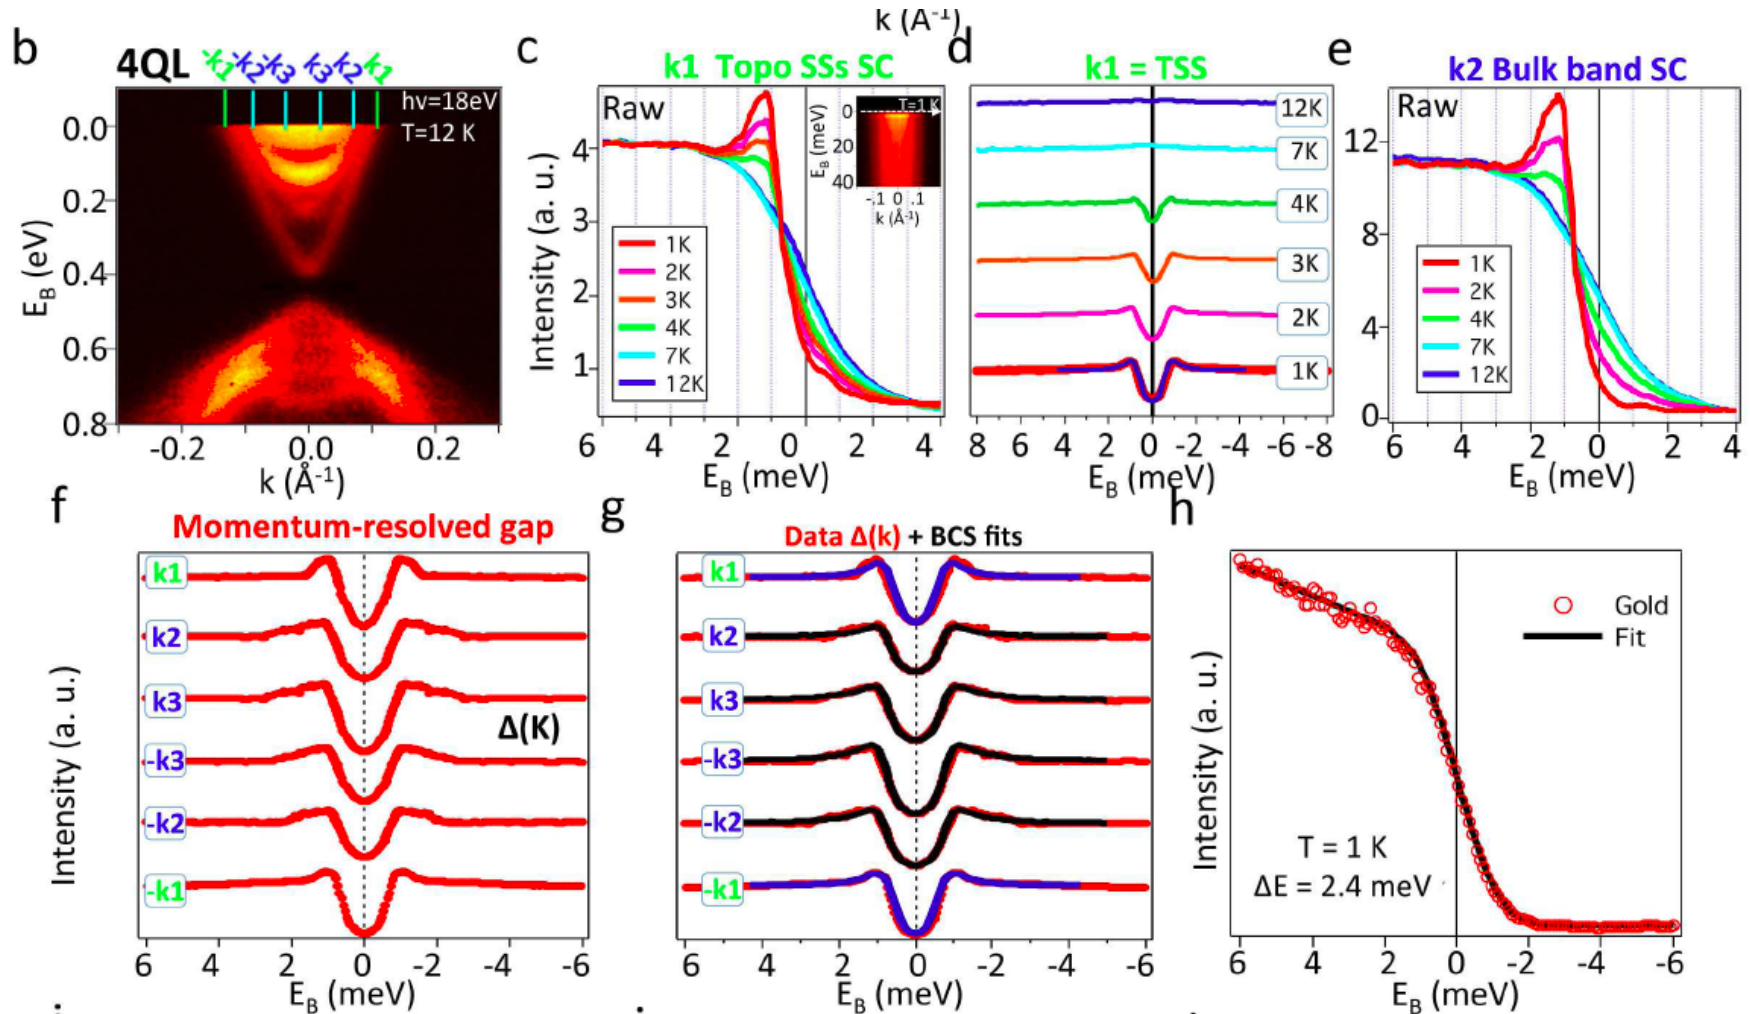 k (Å⁻¹)
b
4QL
-k1
-k2
-k3
k3
k2
k1
hv=18eV
T=12 K
0.0
0.2
0.4
0.6
0.8
E_B (eV)
-0.2
0.0
0.2
k (Å⁻¹)
c
k1 Topo SSs SC
Raw
T=1 K
0
20
40
E_B (meV)
-.1 0 .1
k (Å⁻¹)
4
3
2
1
Intensity (a. u.)
1K
2K
3K
4K
7K
12K
6 4 2 0 2 4
E_B (meV)
d
k1 = TSS
12K
7K
4K
3K
2K
1K
8 6 4 2 0 -2 -4 -6 -8
E_B (meV)
e
k2 Bulk band SC
Raw
12
8
4
0
1K
2K
4K
7K
12K
6 4 2 0 2 4
E_B (meV)
f
Momentum-resolved gap
k1
k2
k3
-k3
-k2
-k1
Δ(K)
Intensity (a. u.)
6 4 2 0 -2 -4 -6
E_B (meV)
g
Data Δ(k) + BCS fits
k1
k2
k3
-k3
-k2
-k1
6 4 2 0 -2 -4 -6
E_B (meV)
h
Gold
Fit
T = 1 K
ΔE = 2.4 meV
Intensity (a. u.)
6 4 2 0 -2 -4 -6
E_B (meV)